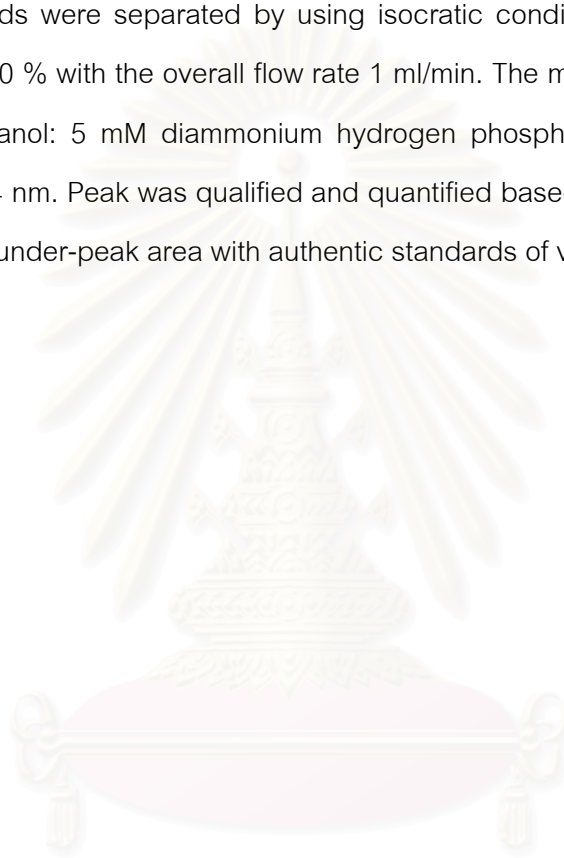 ds were separated by using isocratic condi
0 % with the overall flow rate 1 ml/min. The m
anol: 5 mM diammonium hydrogen phosph
nm. Peak was qualified and quantified base
under-peak area with authentic standards of v